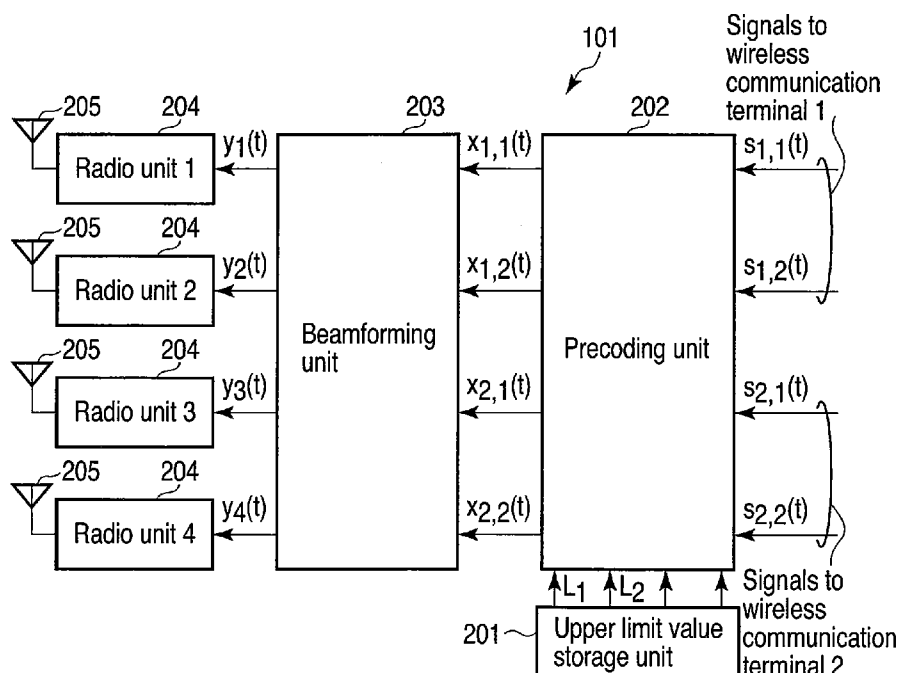 Signals to
wireless
communication
terminal 1
101
205
204
203
202
Radio unit 1
y1(t)
x1,1(t)
s1,1(t)
205
204
Radio unit 2
y2(t)
x1,2(t)
s1,2(t)
Beamforming
unit
Precoding unit
205
204
Radio unit 3
y3(t)
x2,1(t)
s2,1(t)
205
204
Radio unit 4
y4(t)
x2,2(t)
s2,2(t)
L1
L2
Signals to
wireless
communication
terminal 2
201
Upper limit value
storage unit